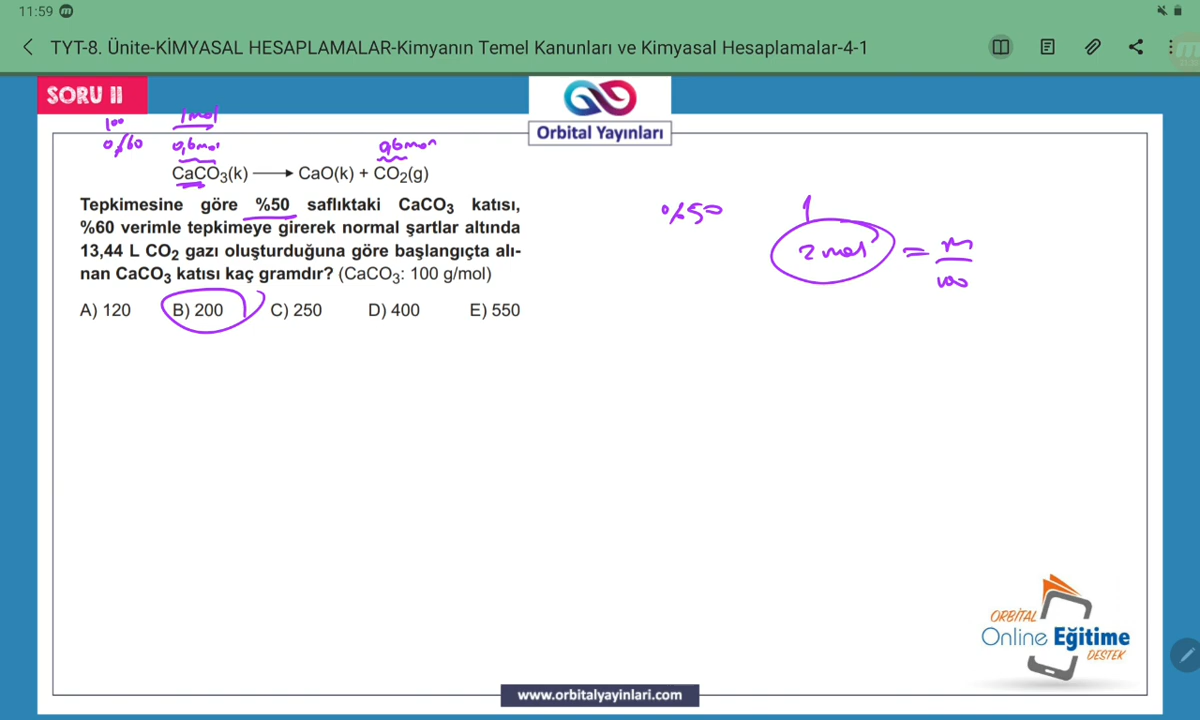 11:59 m
TYT-8. Ünite-KİMYASAL HESAPLAMALAR-Kimyanın Temel Kanunları ve Kimyasal Hesaplamalar-4-1
SORU 11
Orbital Yayınları
100 1mol
%60 0,6mol 0,6mol
CaCO₃(k) ⟶ CaO(k) + CO₂(g)
Tepkimesine göre %50 saflıktaki CaCO₃ katısı,
%60 verimle tepkimeye girerek normal şartlar altında
13,44 L CO₂ gazı oluşturduğuna göre başlangıçta alı-
nan CaCO₃ katısı kaç gramdır? (CaCO₃: 100 g/mol)
A) 120 B) 200 C) 250 D) 400 E) 550
%50 1
2 mol = m/100
ORBİTAL
Online Eğitime
DESTEK
www.orbitalyayinlari.com